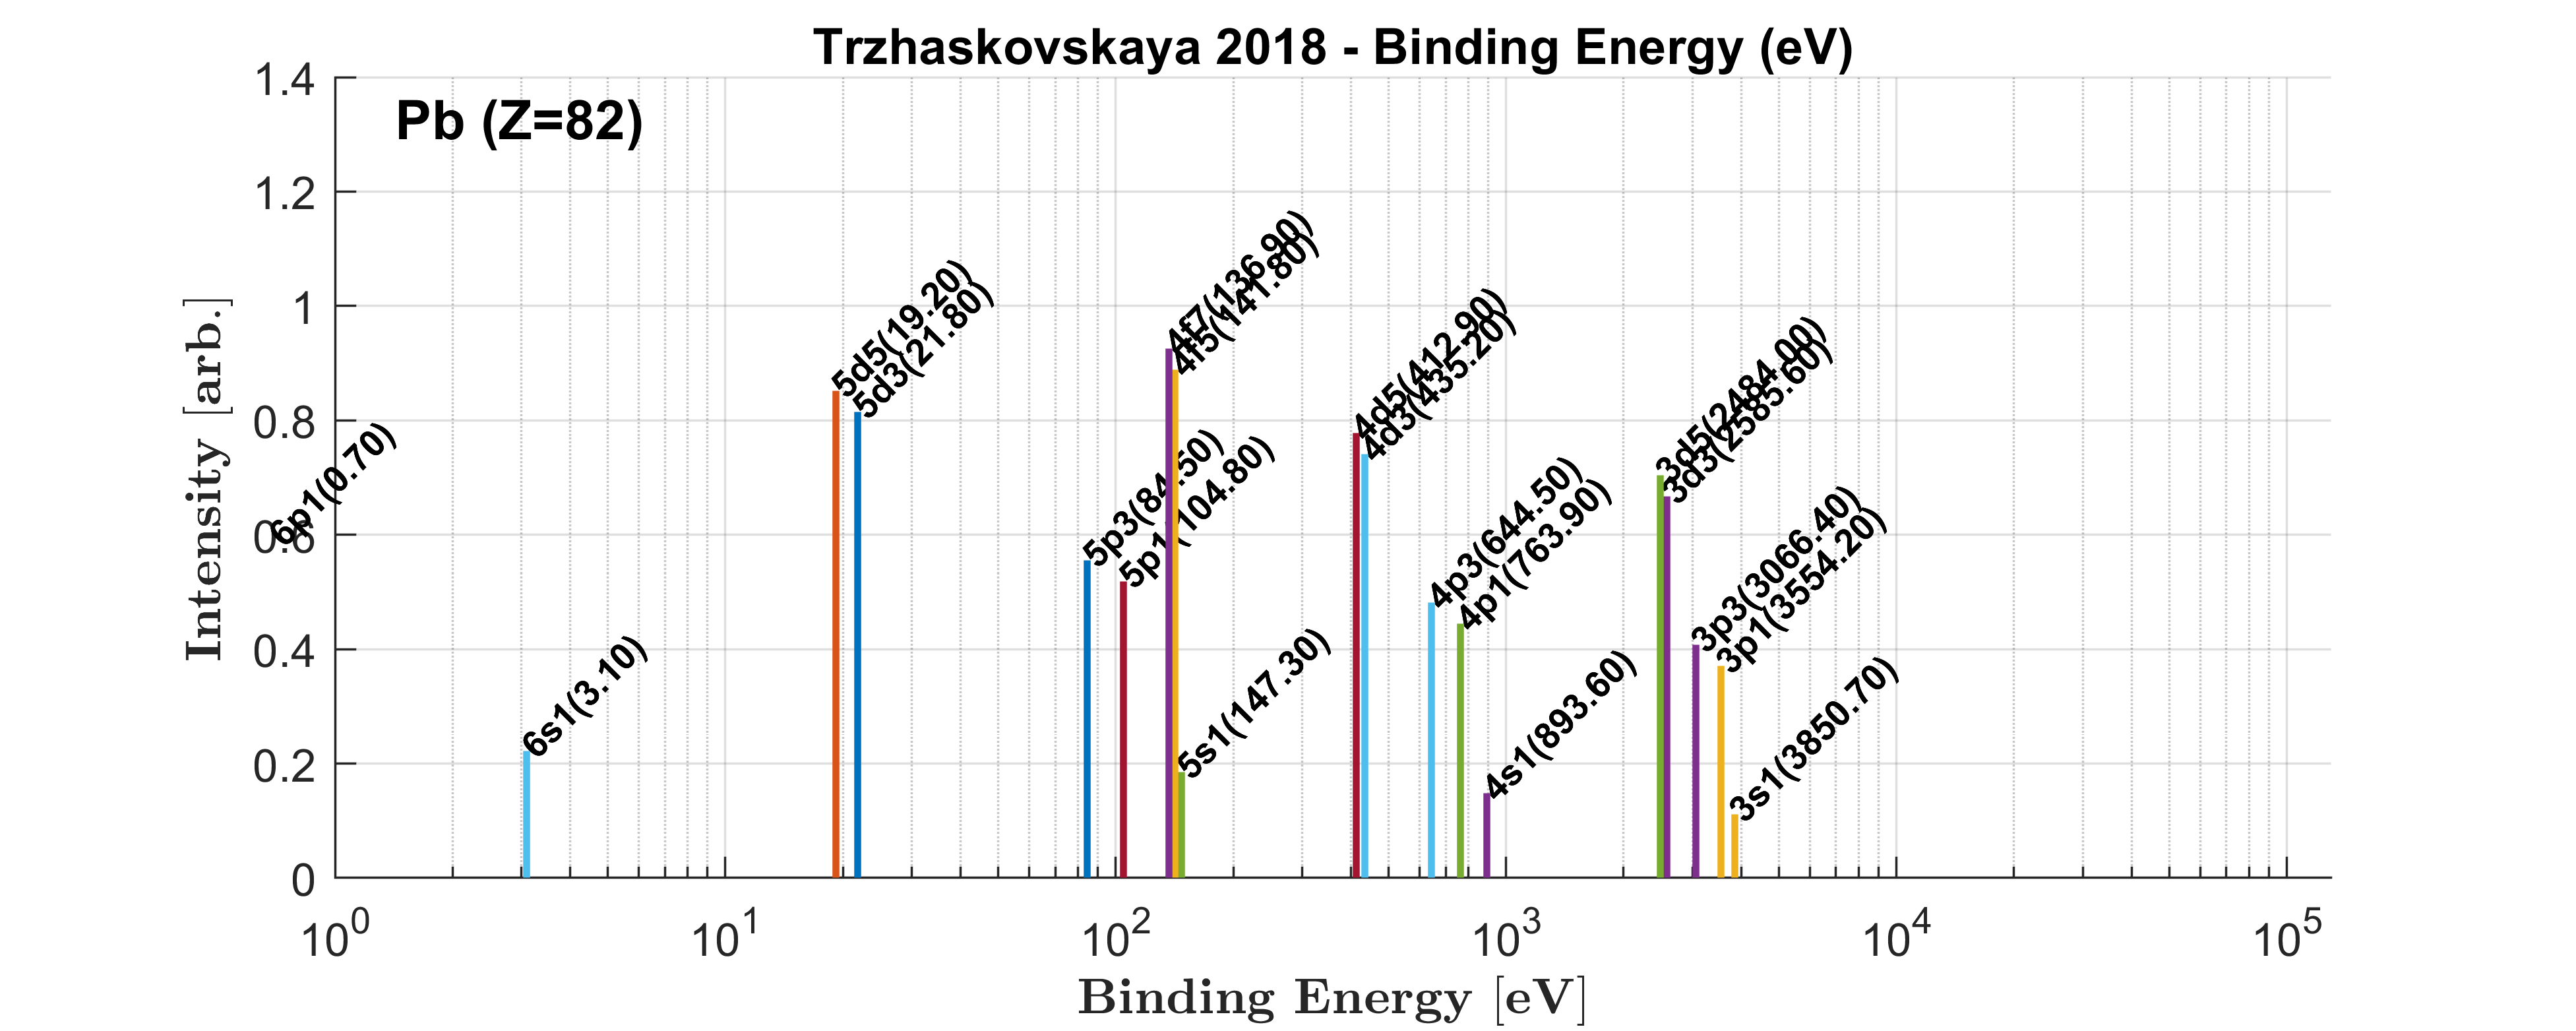 Trzhaskovskaya 2018 - Binding Energy (eV)
Pb (Z=82)
Intensity [arb.]
1.4
1.2
1
0.8
0.6
0.4
0.2
0
6p1(0.70)
6s1(3.10)
5d5(19.20)
5d3(21.80)
5p3(84.50)
5p1(104.80)
4f7(136.90)
4f5(141.80)
5s1(147.30)
4d5(412.90)
4d3(435.20)
4p3(644.50)
4p1(763.90)
4s1(893.60)
3d5(2484.00)
3d3(2585.60)
3p3(3066.40)
3p1(3554.20)
3s1(3850.70)
10^0 10^1 10^2 10^3 10^4 10^5
Binding Energy [eV]